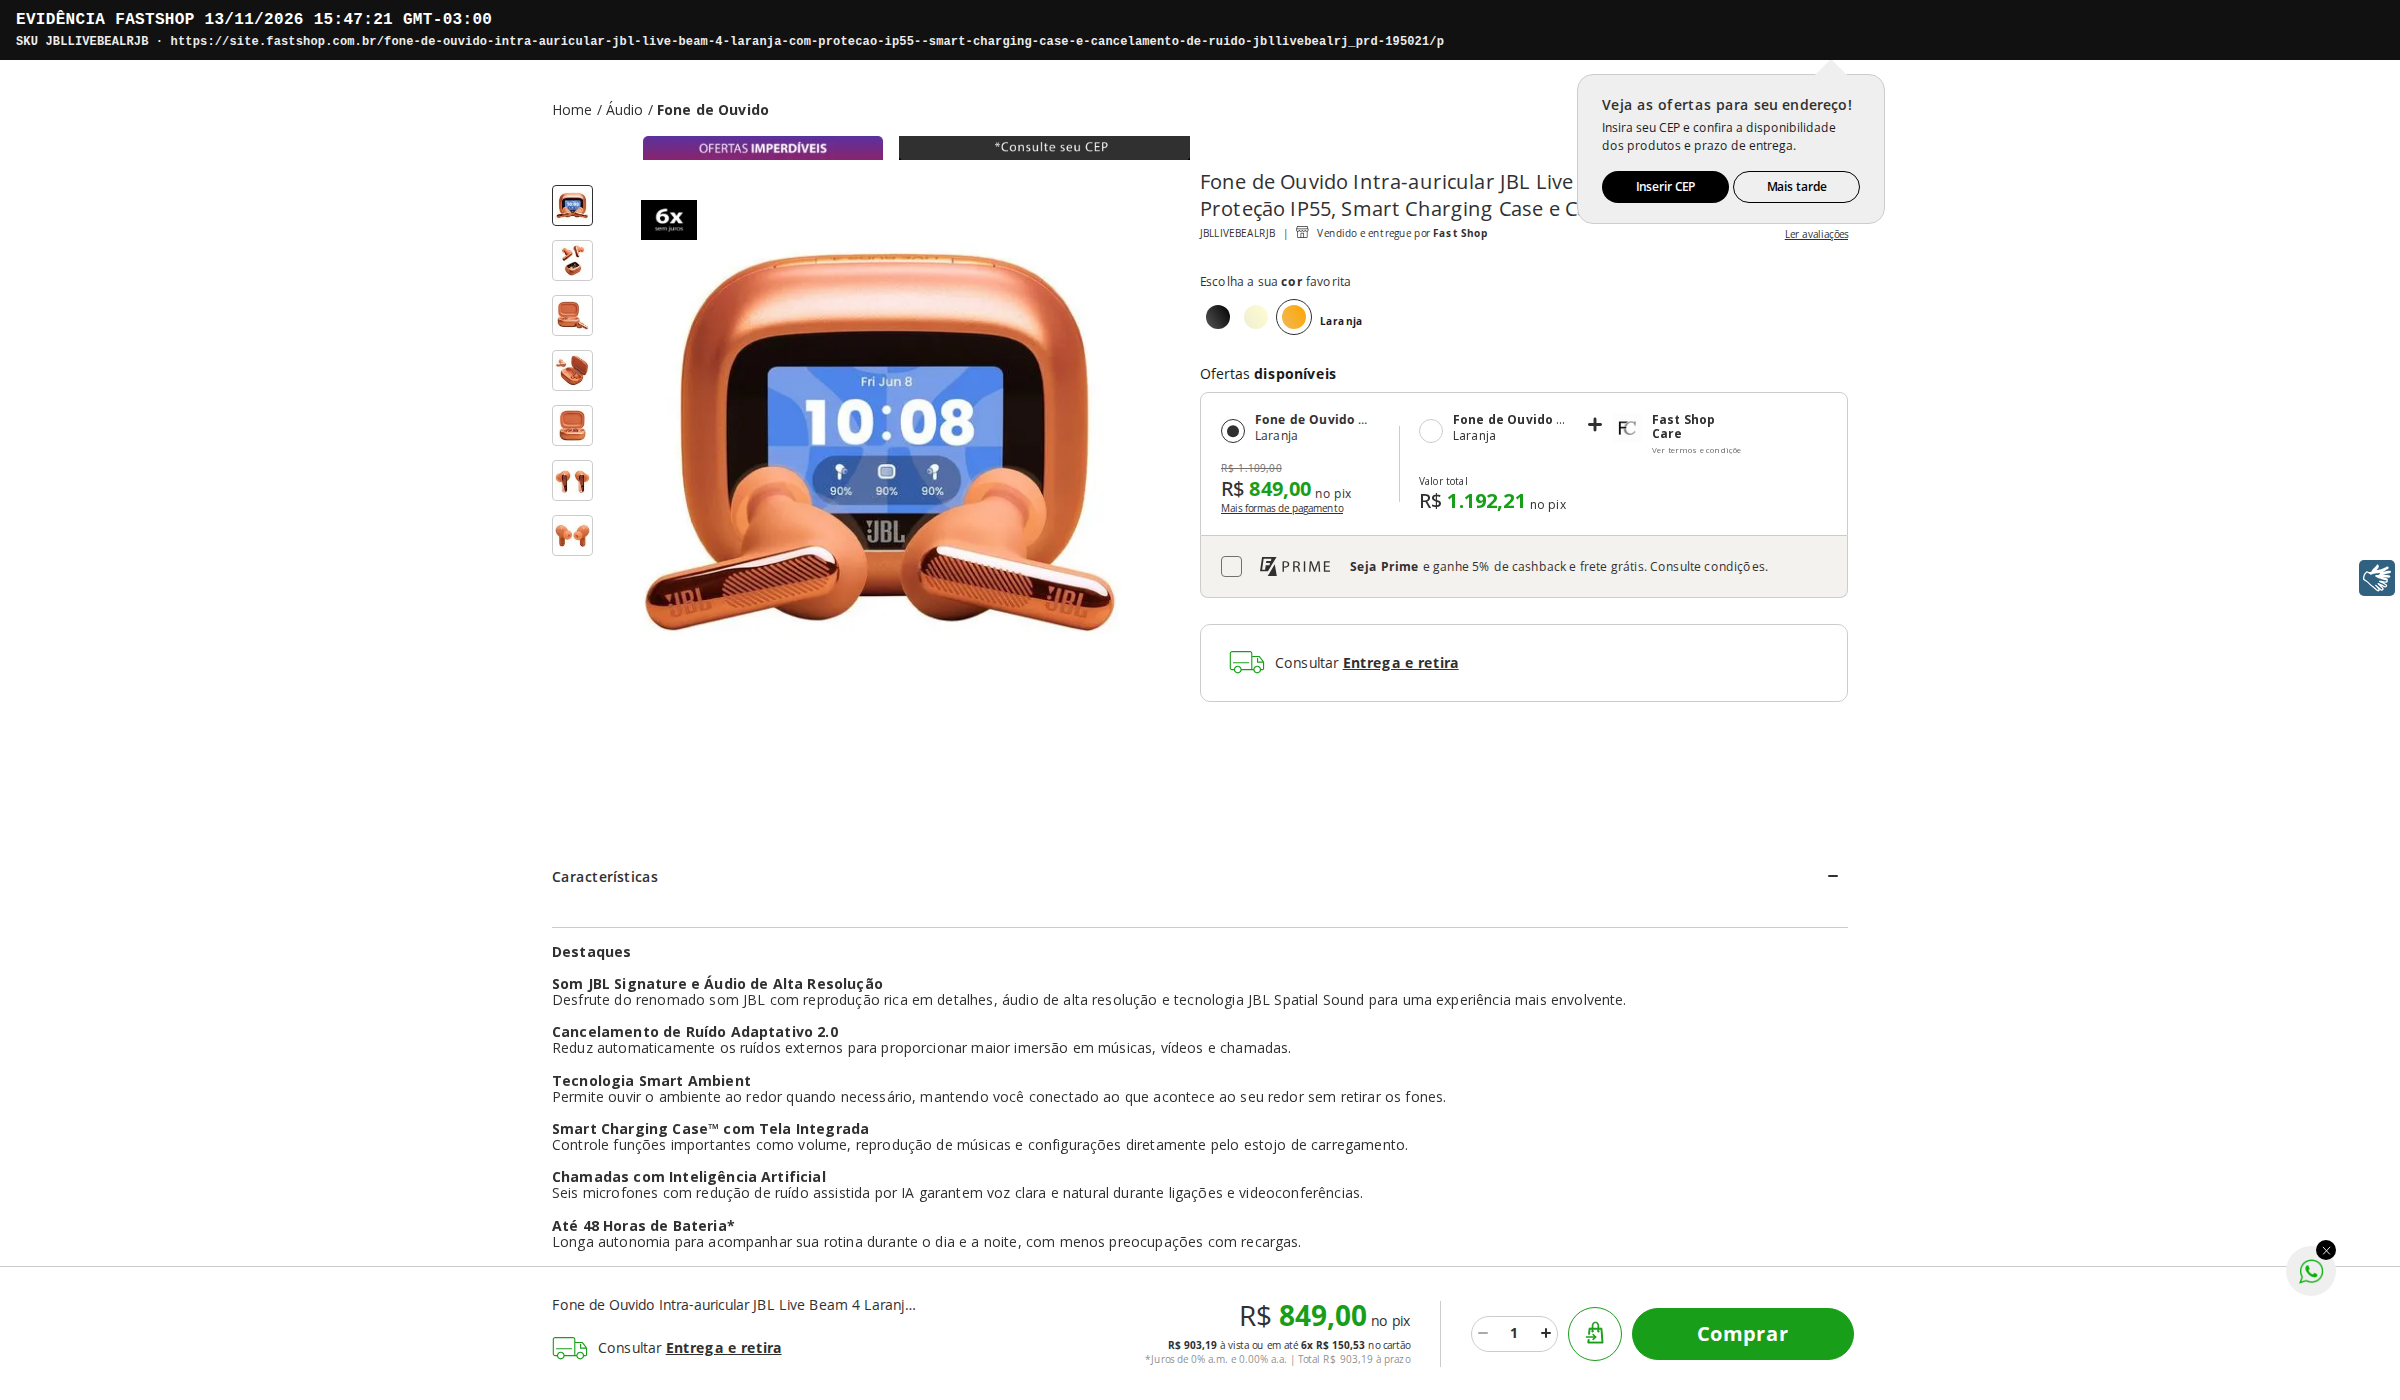 EVIDÊNCIA FASTSHOP 13/11/2026 15:47:21 GMT-03:00
SKU JBLLIVEBEALRJB · https://site.fastshop.com.br/fone-de-ouvido-intra-auricular-jbl-live-beam-4-laranja-com-protecao-ip55--smart-charging-case-e-cancelamento-de-ruido-jbllivebealrj_prd-195021/p
Veja as ofertas para seu endereço!
Insira seu CEP e confira a disponibilidade
dos produtos e prazo de entrega.
Inserir CEP
Mais tarde
Home / Áudio / Fone de Ouvido
OFERTAS IMPERDÍVEIS
*Consulte seu CEP
6x
sem juros
Fri Jun 8
10:08
90% 90% 90%
JBL
JBL
JBL
Fone de Ouvido Intra-auricular JBL Live
Proteção IP55, Smart Charging Case e C
JBLLIVEBEALRJB | Vendido e entregue por Fast Shop
Ler avaliações
Escolha a sua cor favorita
Laranja
Ofertas disponíveis
Fone de Ouvido ...
Laranja
R$ 1.109,00
R$ 849,00 no pix
Mais formas de pagamento
Fone de Ouvido ...
Laranja
Valor total
R$ 1.192,21 no pix
+
FC
Fast Shop
Care
Ver termos e condiçõe
PRIME
Seja Prime e ganhe 5% de cashback e frete grátis. Consulte condições.
Consultar Entrega e retira
Características
Destaques
Som JBL Signature e Áudio de Alta Resolução
Desfrute do renomado som JBL com reprodução rica em detalhes, áudio de alta resolução e tecnologia JBL Spatial Sound para uma experiência mais envolvente.
Cancelamento de Ruído Adaptativo 2.0
Reduz automaticamente os ruídos externos para proporcionar maior imersão em músicas, vídeos e chamadas.
Tecnologia Smart Ambient
Permite ouvir o ambiente ao redor quando necessário, mantendo você conectado ao que acontece ao seu redor sem retirar os fones.
Smart Charging Case™ com Tela Integrada
Controle funções importantes como volume, reprodução de músicas e configurações diretamente pelo estojo de carregamento.
Chamadas com Inteligência Artificial
Seis microfones com redução de ruído assistida por IA garantem voz clara e natural durante ligações e videoconferências.
Até 48 Horas de Bateria*
Longa autonomia para acompanhar sua rotina durante o dia e a noite, com menos preocupações com recargas.
Fone de Ouvido Intra-auricular JBL Live Beam 4 Laranj...
Consultar Entrega e retira
R$ 849,00 no pix
R$ 903,19 à vista ou em até 6x R$ 150,53 no cartão
*Juros de 0% a.m. e 0.00% a.a. | Total R$ 903,19 à prazo
− 1 +
Comprar